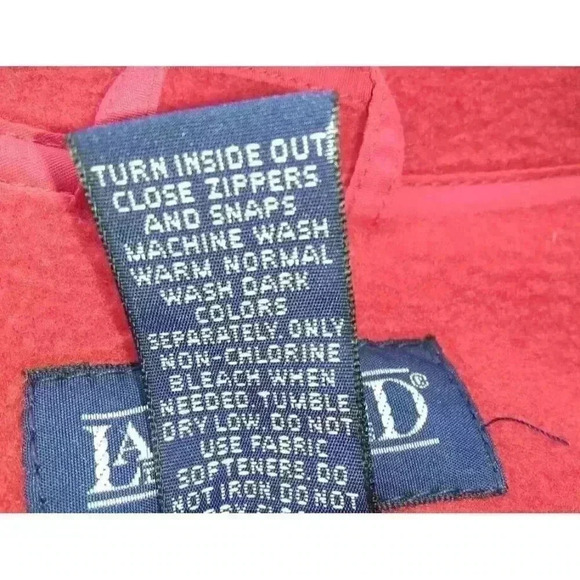 TURN INSIDE OUT
CLOSE ZIPPERS
AND SNAPS
MACHINE WASH
WARM NORMAL
WASH DARK
COLORS
SEPARATELY. ONLY
NON-CHLORINE
BLEACH WHEN
NEEDED TUMBLE
DRY LOW. DO NOT
USE FABRIC
SOFTENERS. DO
NOT IRON. DO NOT
LA
D®